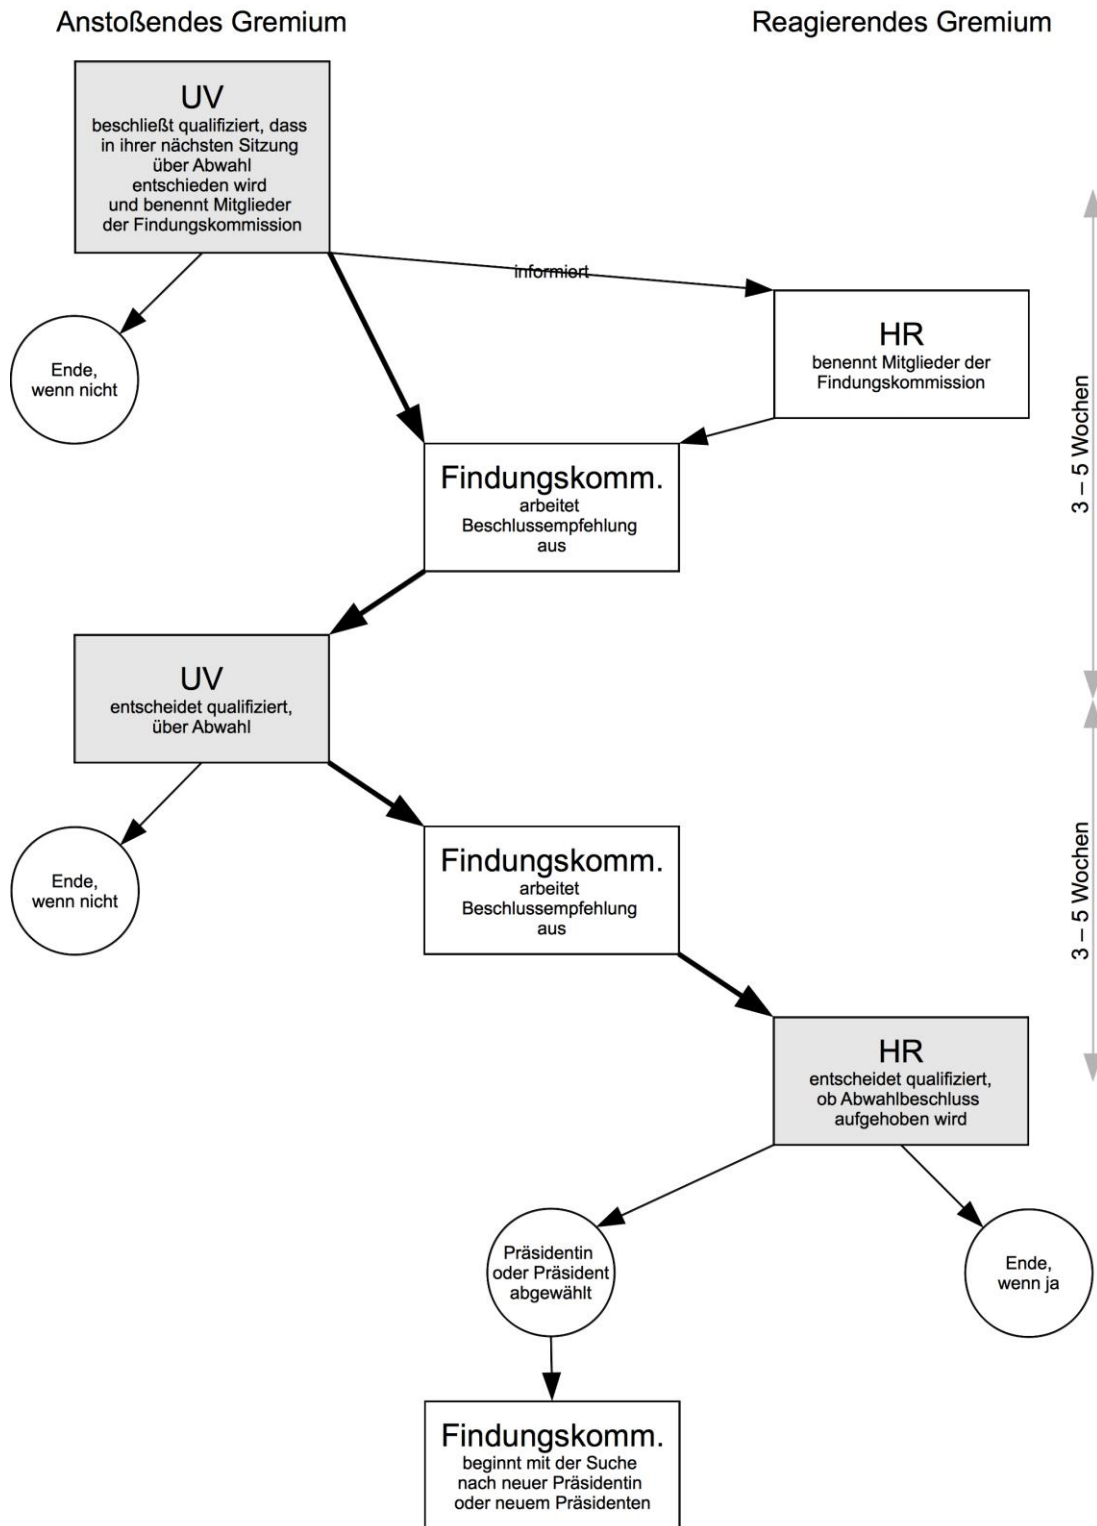 Anstoßendes Gremium
Reagierendes Gremium
UV
beschließt qualifiziert, dass
in ihrer nächsten Sitzung
über Abwahl
entschieden wird
und benennt Mitglieder
der Findungskommission
informiert
HR
benennt Mitglieder der
Findungskommission
Ende,
wenn nicht
3 – 5 Wochen
Findungskomm.
arbeitet
Beschlussempfehlung
aus
UV
entscheidet qualifiziert,
über Abwahl
Ende,
wenn nicht
Findungskomm.
arbeitet
Beschlussempfehlung
aus
3 – 5 Wochen
HR
entscheidet qualifiziert,
ob Abwahlbeschluss
aufgehoben wird
Präsidentin
oder Präsident
abgewählt
Ende,
wenn ja
Findungskomm.
beginnt mit der Suche
nach neuer Präsidentin
oder neuem Präsidenten